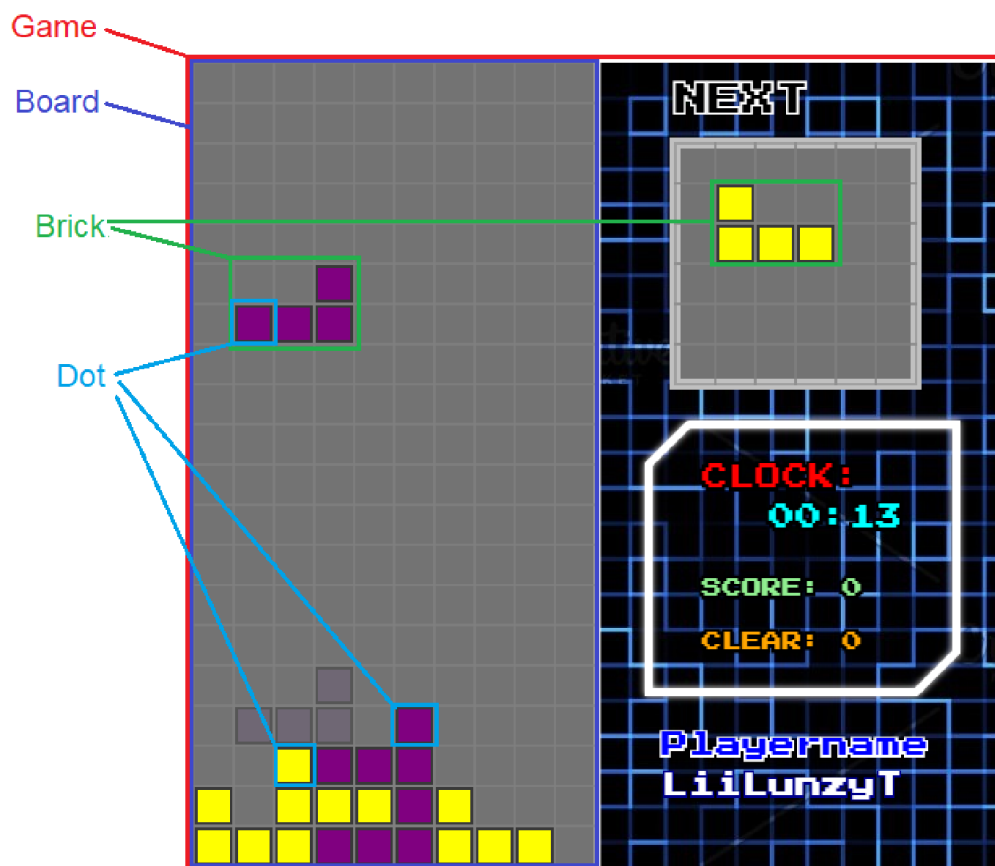 Game
Board
NEXT
Brick
Dot
CLOCK:
00:13
SCORE: 0
CLEAR: 0
Playername
LiiLunzyT